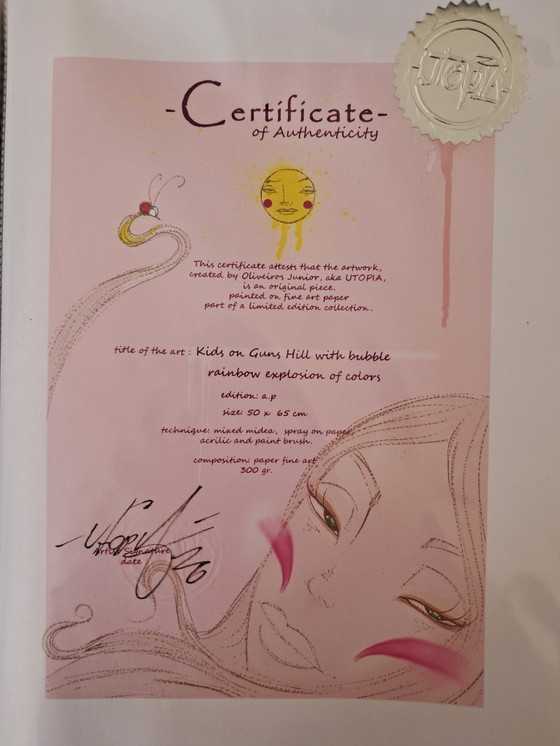 -Certificate-
of Authenticity
UTOPIA
This certificate attests that the artwork,
created by Oliveiros Junior, aka UTOPIA,
is an original piece.
painted on fine art paper
part of a limited edition collection.
title of the art : Kids on Guns Hill with bubble
rainbow explosion of colors
edition: a.p
size: 50 x 65 cm
technique: mixed midea, spray on paper,
acrilic and paint brush.
composition: paper fine art
300 gr.
Utopia
Artist Signature
date